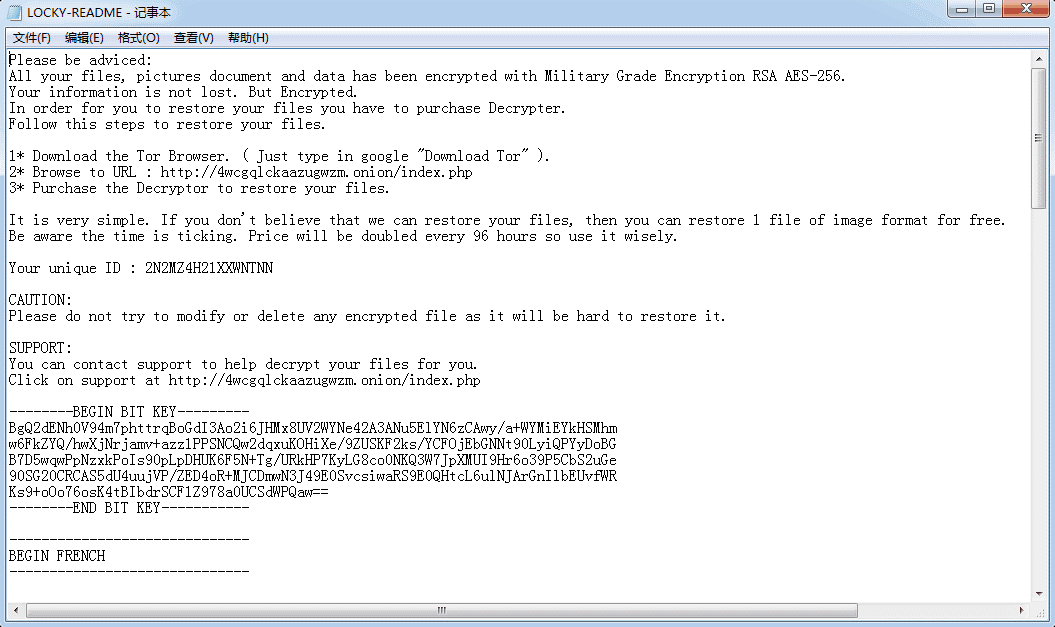 LOCKY-README - 记事本
文件(F) 编辑(E) 格式(O) 查看(V) 帮助(H)
Please be adviced:
All your files, pictures document and data has been encrypted with Military Grade Encryption RSA AES-256.
Your information is not lost. But Encrypted.
In order for you to restore your files you have to purchase Decrypter.
Follow this steps to restore your files.
1* Download the Tor Browser. ( Just type in google "Download Tor" ).
2* Browse to URL : http://4wcgqlckaazugwzm.onion/index.php
3* Purchase the Decryptor to restore your files.
It is very simple. If you don't believe that we can restore your files, then you can restore 1 file of image format for free.
Be aware the time is ticking. Price will be doubled every 96 hours so use it wisely.
Your unique ID : 2N2MZ4H21XXWNTNN
CAUTION:
Please do not try to modify or delete any encrypted file as it will be hard to restore it.
SUPPORT:
You can contact support to help decrypt your files for you.
Click on support at http://4wcgqlckaazugwzm.onion/index.php
--------BEGIN BIT KEY---------
BgQ2dENh0V94m7phttrqBoGdI3Ao2i6JHMx8UV2WYNe42A3ANu5ElYN6zCAwy/a+WYMiEYkHSMhm
w6FkZYQ/hwXjNrjamv+azz1PPSNCQw2dqxuKOHiXe/9ZUSKF2ks/YCFOjEbGNNt90LyiQPYyDoBG
B7D5wqwPpNzxkPoIs90pLpDHUK6F5N+Tg/URkHP7KyLG8co0NKQ3W7JpXMUI9Hr6o39P5CbS2uGe
90SG20CRCAS5dU4uujVP/ZED4oR+MJCDmwN3J49E0SvcsiwaRS9E0QHtcL6ulNJArGnIlbEUvfWR
Ks9+oOo76osK4tBIbdrSCF1Z978a0UCSdWPQaw==
--------END BIT KEY-----------
------------------------------
BEGIN FRENCH
------------------------------